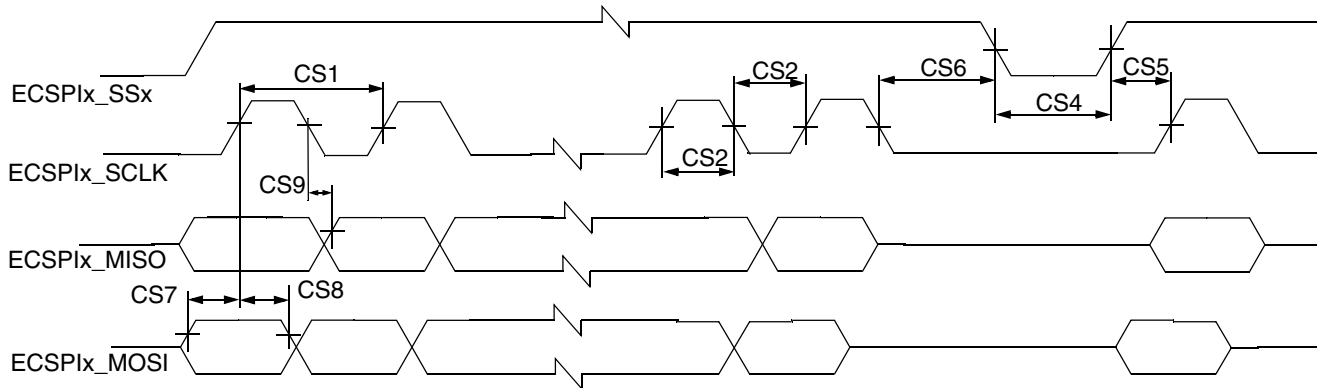 CS1
CS2
CS6
CS5
ECSPIx_SSx
CS4
CS2
ECSPIx_SCLK
CS9
ECSPIx_MISO
CS7
CS8
ECSPIx_MOSI